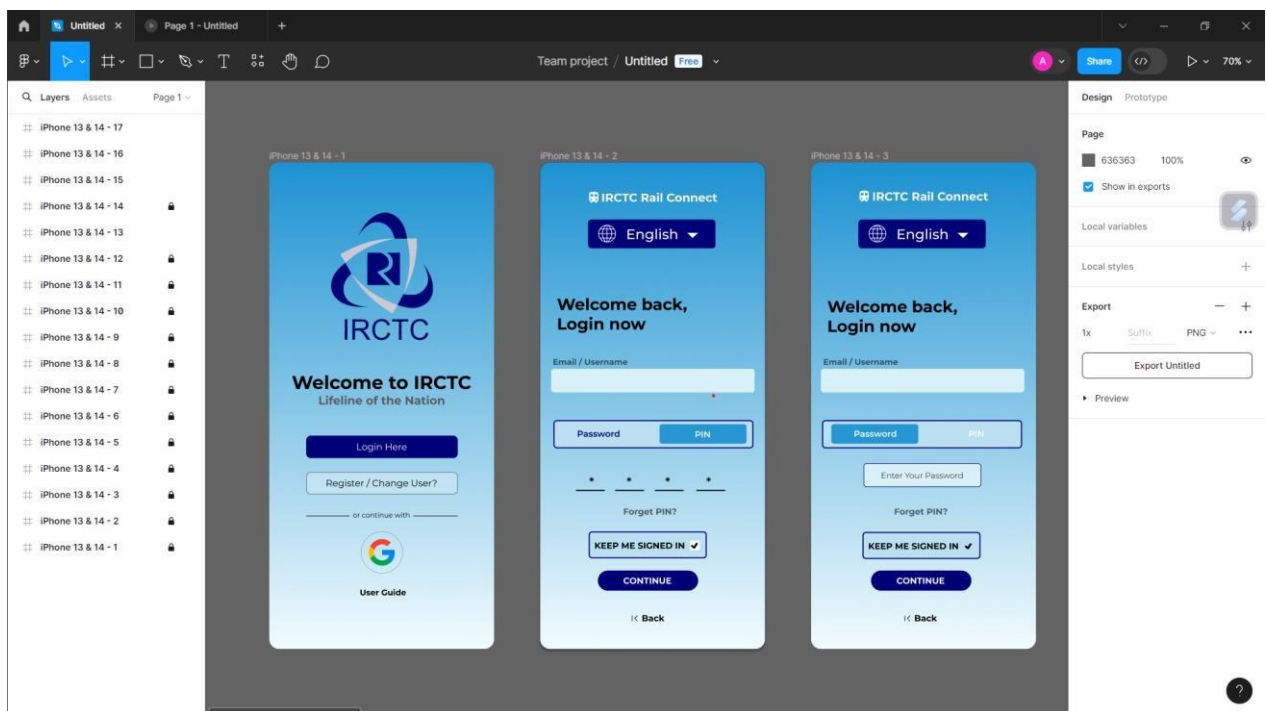 Untitled
Page 1 - Untitled
Team project / Untitled Free
A
Share
70%
Layers Assets Page 1
iPhone 13 & 14 - 17
iPhone 13 & 14 - 16
iPhone 13 & 14 - 15
iPhone 13 & 14 - 14
iPhone 13 & 14 - 13
iPhone 13 & 14 - 12
iPhone 13 & 14 - 11
iPhone 13 & 14 - 10
iPhone 13 & 14 - 9
iPhone 13 & 14 - 8
iPhone 13 & 14 - 7
iPhone 13 & 14 - 6
iPhone 13 & 14 - 5
iPhone 13 & 14 - 4
iPhone 13 & 14 - 3
iPhone 13 & 14 - 2
iPhone 13 & 14 - 1
iPhone 13 & 14 - 1
IRCTC
Welcome to IRCTC
Lifeline of the Nation
Login Here
Register / Change User?
or continue with
G
User Guide
iPhone 13 & 14 - 2
IRCTC Rail Connect
English
Welcome back,
Login now
Email / Username
Password PIN
* * * *
Forget PIN?
KEEP ME SIGNED IN
CONTINUE
Back
iPhone 13 & 14 - 3
IRCTC Rail Connect
English
Welcome back,
Login now
Email / Username
Password PIN
Enter Your Password
Forget PIN?
KEEP ME SIGNED IN
CONTINUE
Back
Design Prototype
Page
636363 100%
Show in exports
Local variables
Local styles
Export
1x Suffix PNG
Export Untitled
Preview
?